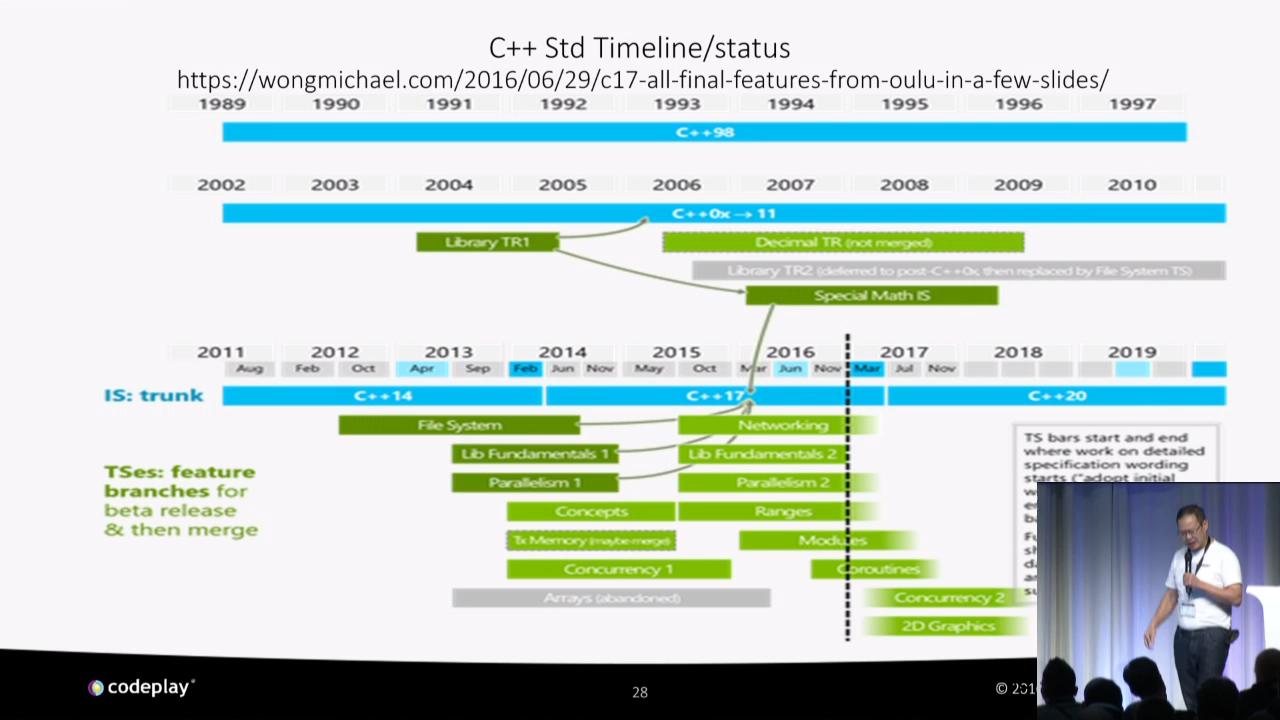 C++ Std Timeline/status
https://wongmichael.com/2016/06/29/c17-all-final-features-from-oulu-in-a-few-slides/
1989 1990 1991 1992 1993 1994 1995 1996 1997
C++98
2002 2003 2004 2005 2006 2007 2008 2009 2010
C++0x → 11
Library TR1 Decimal TR (not merged)
Library TR2 (deferred to post-C++0x, then replaced by File System TS)
Special Math IS
2011 2012 2013 2014 2015 2016 2017 2018 2019
Aug Feb Oct Apr Sep Feb Jun Nov May Oct Mar Jun Nov Mar Jul Nov
IS: trunk C++14 C++17 C++20
File System Networking
Lib Fundamentals 1 Lib Fundamentals 2
Parallelism 1 Parallelism 2
Concepts Ranges
Tx Memory (maybe merge) Modules
Concurrency 1 Coroutines
Arrays (abandoned) Concurrency 2
2D Graphics
TSes: feature
branches for
beta release
& then merge
TS bars start and end
where work on detailed
specification wording
starts ("adopt initial
codeplay
28
© 201